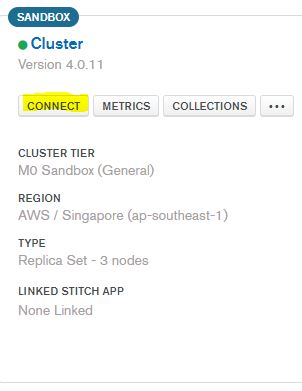 SANDBOX
Cluster
Version 4.0.11
CONNECT METRICS COLLECTIONS •••
CLUSTER TIER
M0 Sandbox (General)
REGION
AWS / Singapore (ap-southeast-1)
TYPE
Replica Set - 3 nodes
LINKED STITCH APP
None Linked